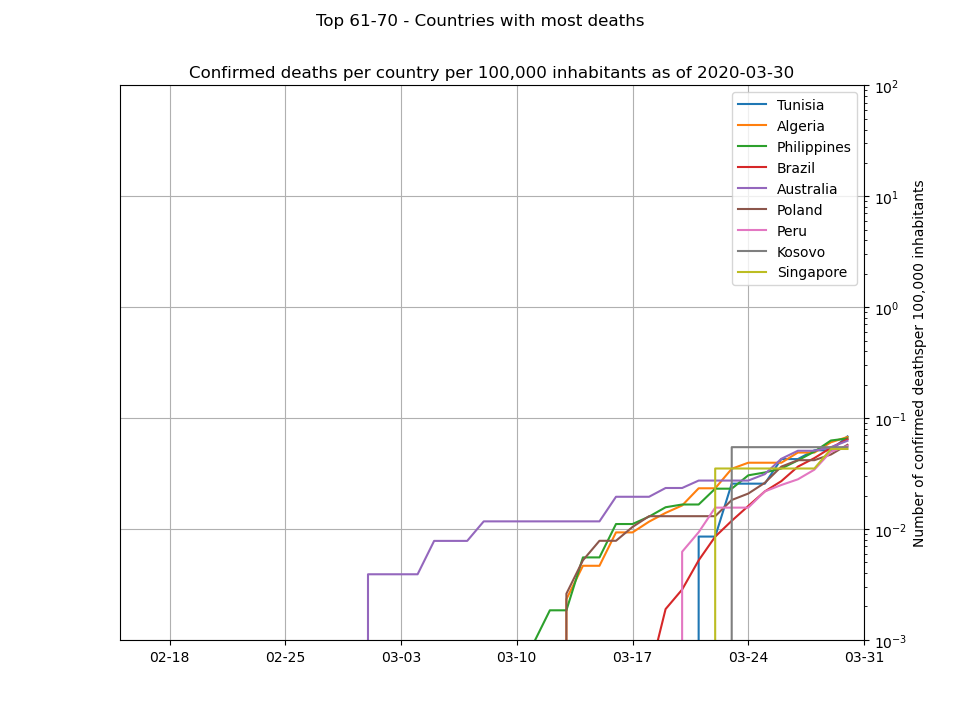 Top 61-70 - Countries with most deaths
Confirmed deaths per country per 100,000 inhabitants as of 2020-03-30
Tunisia
Algeria
Philippines
Brazil
Australia
Poland
Peru
Kosovo
Singapore
10²
10¹
10⁰
10⁻¹
10⁻²
10⁻³
Number of confirmed deathsper 100,000 inhabitants
02-18
02-25
03-03
03-10
03-17
03-24
03-31